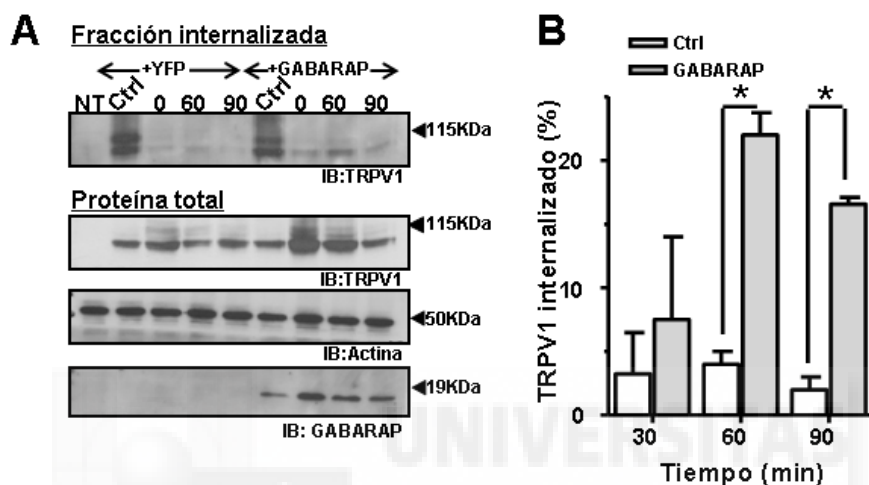 A
Fracción internalizada
+YFP +GABARAP
NT Ctrl 0 60 90 Ctrl 0 60 90
115KDa
IB:TRPV1
Proteína total
115KDa
IB:TRPV1
50KDa
IB:Actina
19KDa
IB: GABARAP
B
Ctrl
GABARAP
* *
TRPV1 internalizado (%)
20
10
0
30 60 90
Tiempo (min)
UNIVERSITAS